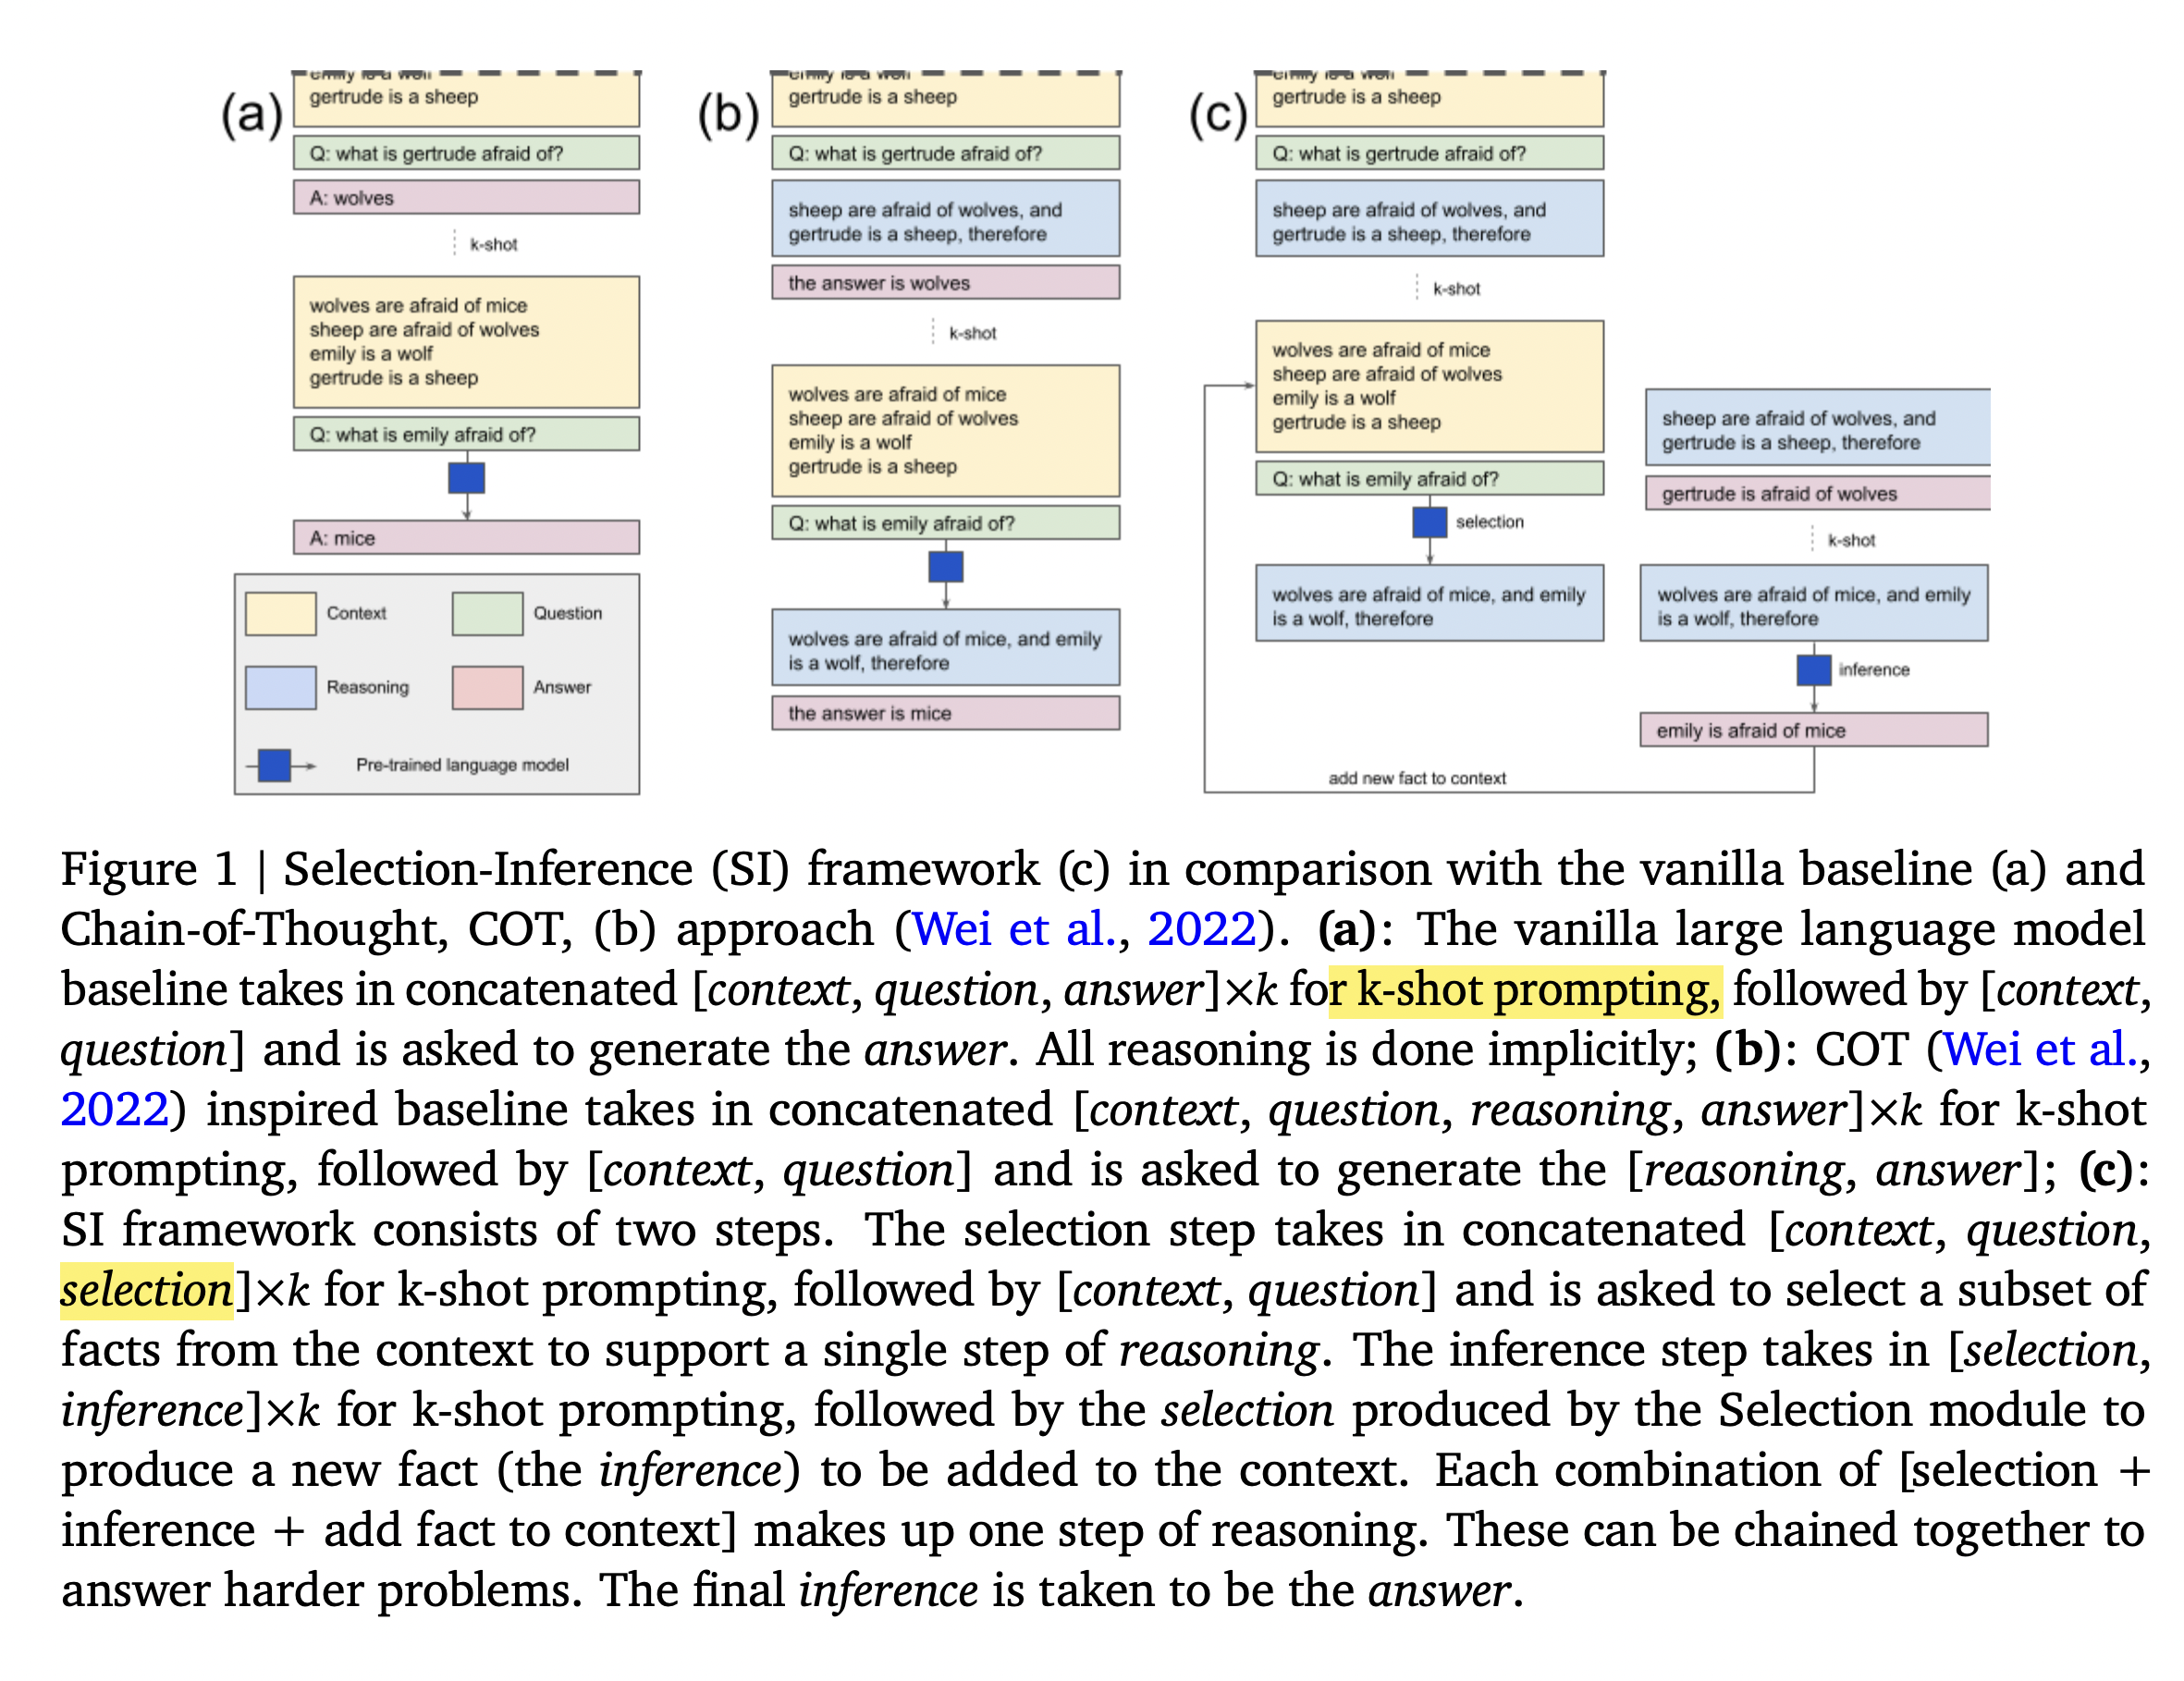 (a)
emily is a wolf
gertrude is a sheep
Q: what is gertrude afraid of?
A: wolves
k-shot
wolves are afraid of mice
sheep are afraid of wolves
emily is a wolf
gertrude is a sheep
Q: what is emily afraid of?
A: mice
Context
Question
Reasoning
Answer
Pre-trained language model
(b)
emily is a wolf
gertrude is a sheep
Q: what is gertrude afraid of?
sheep are afraid of wolves, and
gertrude is a sheep, therefore
the answer is wolves
k-shot
wolves are afraid of mice
sheep are afraid of wolves
emily is a wolf
gertrude is a sheep
Q: what is emily afraid of?
wolves are afraid of mice, and emily
is a wolf, therefore
the answer is mice
(c)
emily is a wolf
gertrude is a sheep
Q: what is gertrude afraid of?
sheep are afraid of wolves, and
gertrude is a sheep, therefore
k-shot
wolves are afraid of mice
sheep are afraid of wolves
emily is a wolf
gertrude is a sheep
Q: what is emily afraid of?
selection
wolves are afraid of mice, and emily
is a wolf, therefore
sheep are afraid of wolves, and
gertrude is a sheep, therefore
gertrude is afraid of wolves
k-shot
wolves are afraid of mice, and emily
is a wolf, therefore
inference
emily is afraid of mice
add new fact to context
Figure 1 | Selection-Inference (SI) framework (c) in comparison with the vanilla baseline (a) and
Chain-of-Thought, COT, (b) approach (Wei et al., 2022). (a): The vanilla large language model
baseline takes in concatenated [context, question, answer]×k for k-shot prompting, followed by [context,
question] and is asked to generate the answer. All reasoning is done implicitly; (b): COT (Wei et al.,
2022) inspired baseline takes in concatenated [context, question, reasoning, answer]×k for k-shot
prompting, followed by [context, question] and is asked to generate the [reasoning, answer]; (c):
SI framework consists of two steps. The selection step takes in concatenated [context, question,
selection]×k for k-shot prompting, followed by [context, question] and is asked to select a subset of
facts from the context to support a single step of reasoning. The inference step takes in [selection,
inference]×k for k-shot prompting, followed by the selection produced by the Selection module to
produce a new fact (the inference) to be added to the context. Each combination of [selection +
inference + add fact to context] makes up one step of reasoning. These can be chained together to
answer harder problems. The final inference is taken to be the answer.